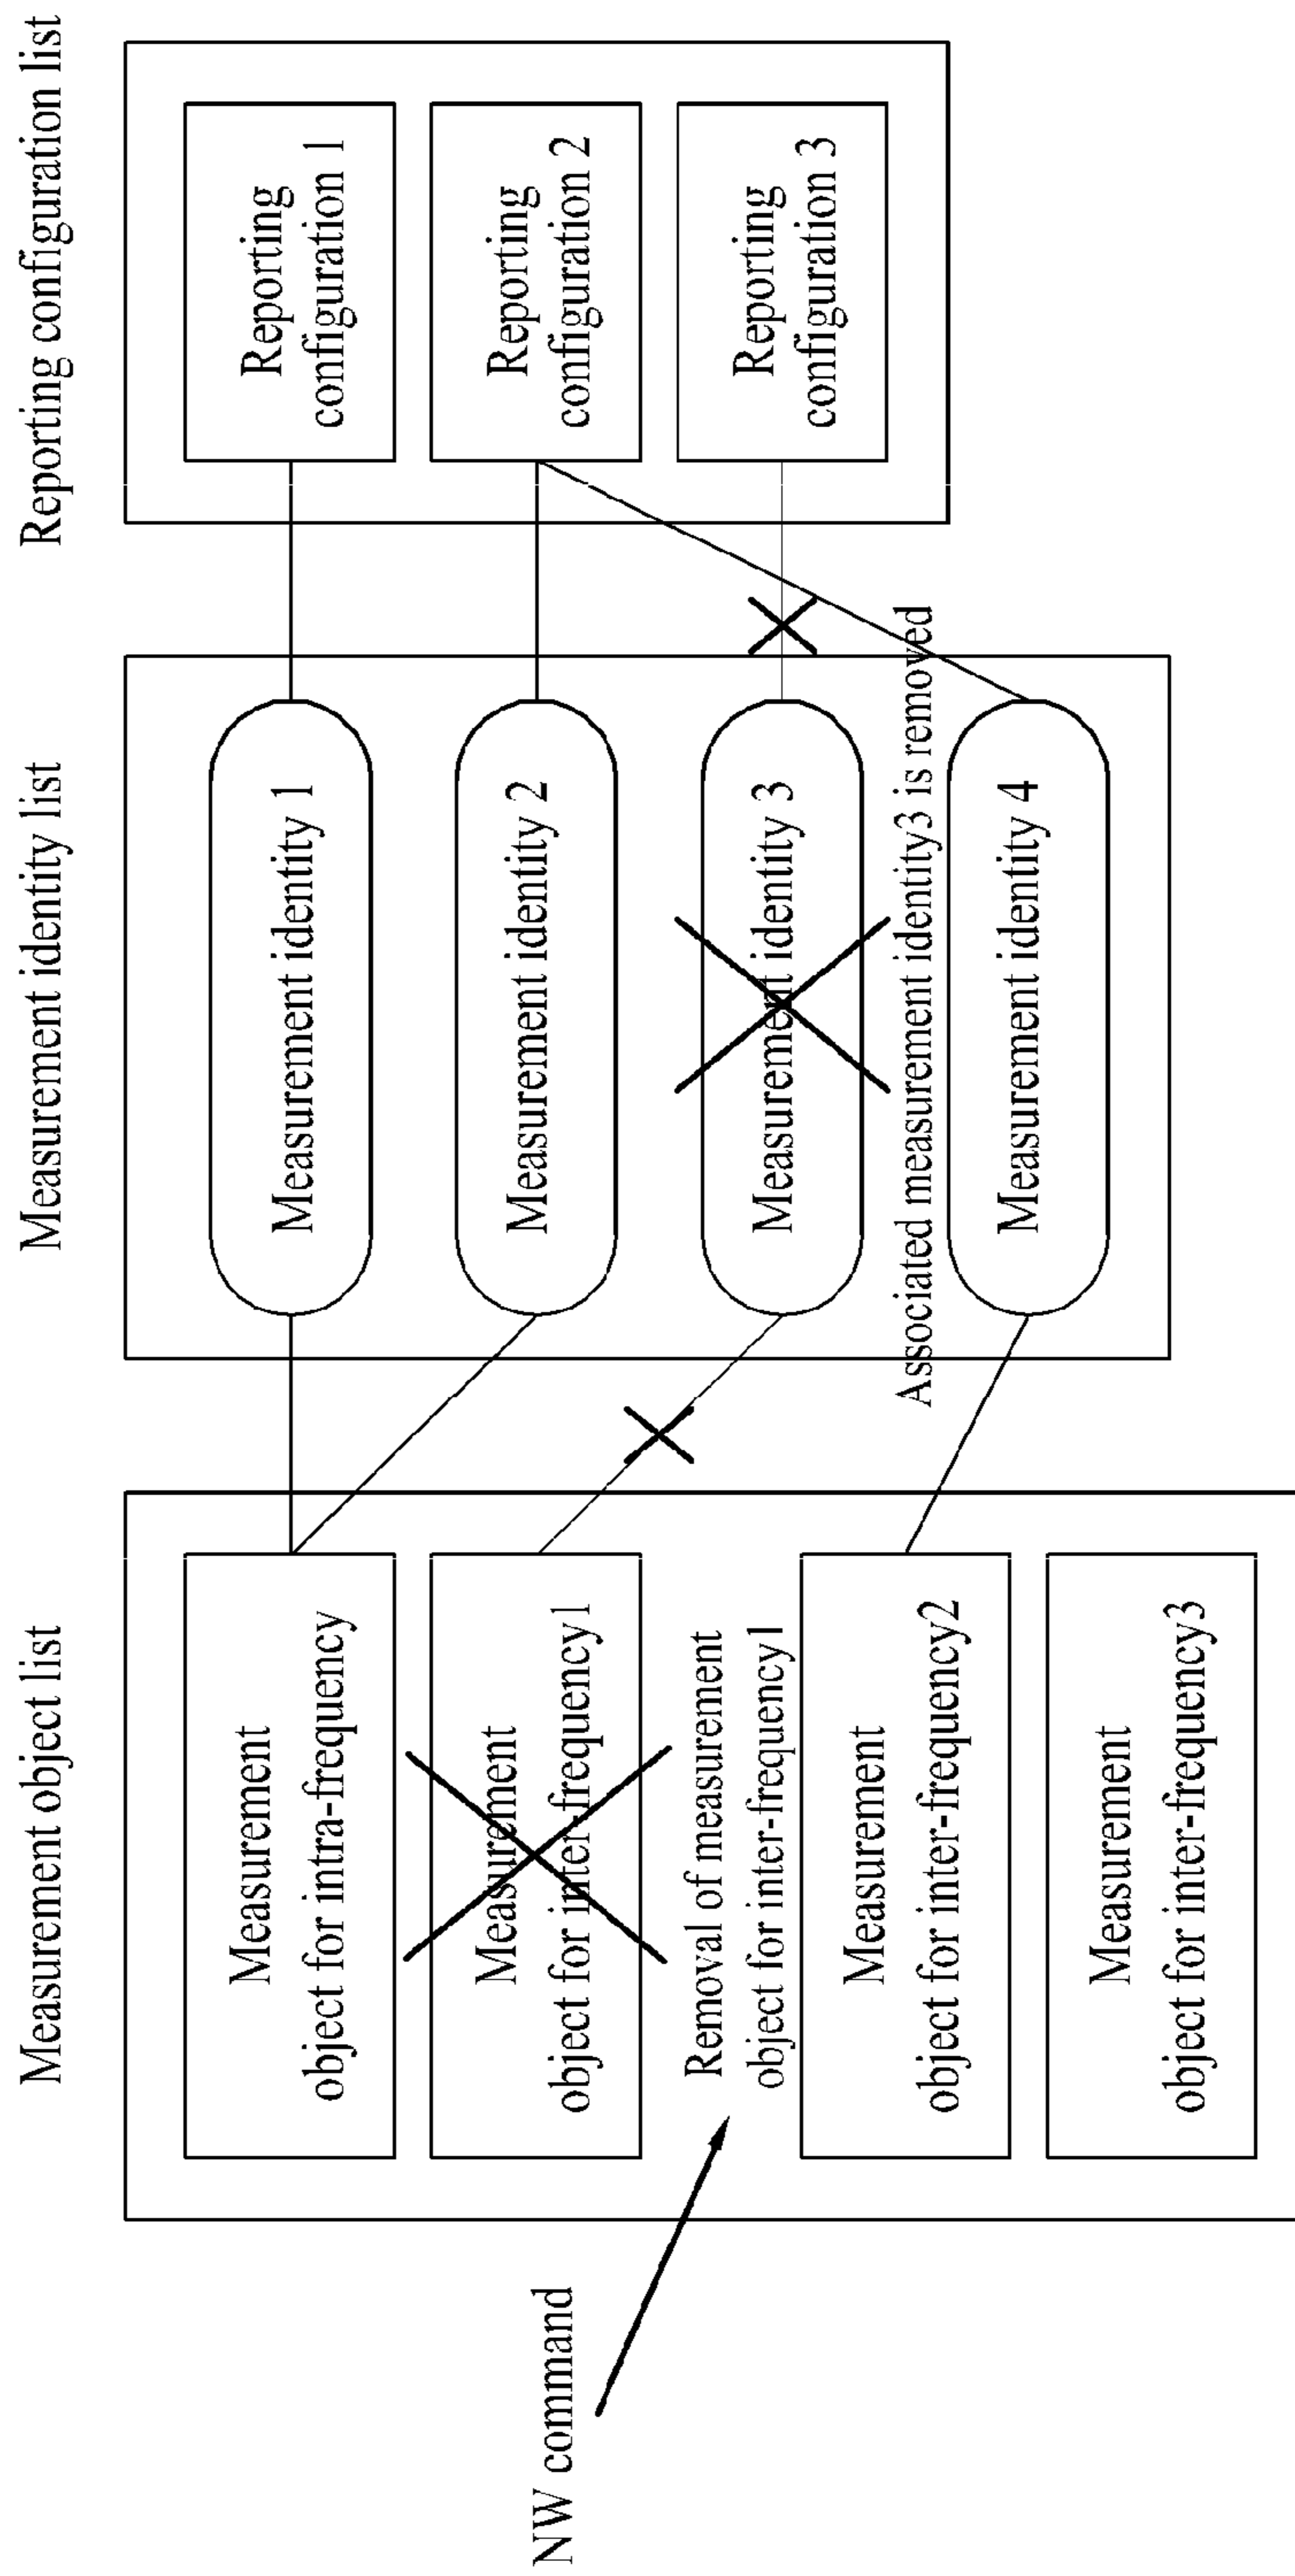 Measurement object list
Measurement identity list
Reporting configuration list
Measurement
object for intra-frequency
Measurement identity 1
Reporting
configuration 1
NW command
Measurement
object for inter-frequency1
Measurement identity 2
Reporting
configuration 2
Removal of measurement
object for inter-frequency1
Measurement identity 3
Reporting
configuration 3
Measurement
object for inter-frequency2
Associated measurement identity3 is removed
Measurement identity 4
Measurement
object for inter-frequency3